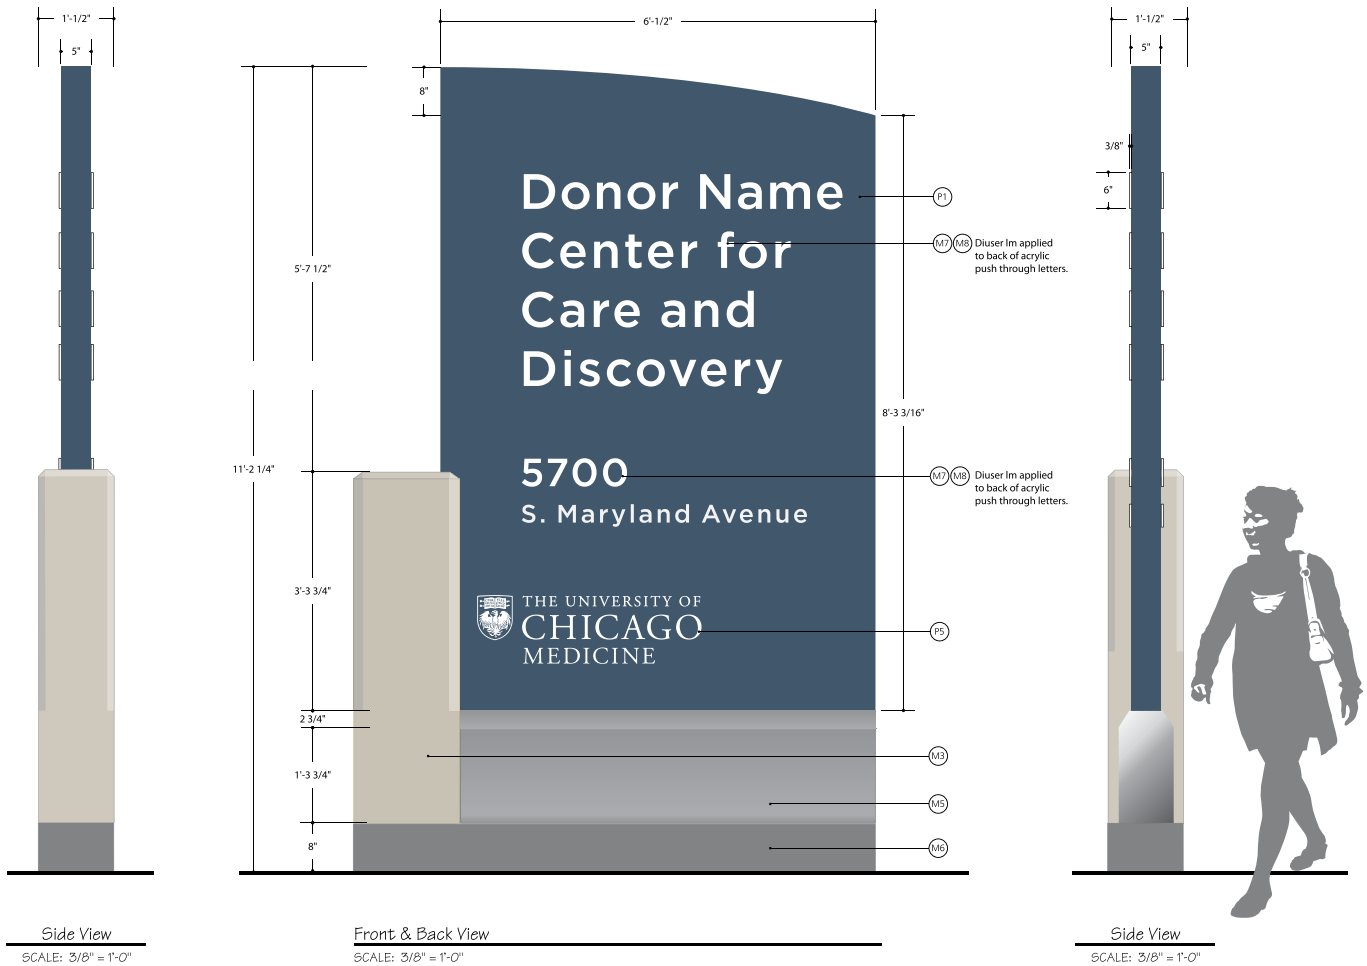 1'-1/2"
5"
6'-1/2"
1'-1/2"
5"
8"
3/8"
6"
Donor Name
Center for
Care and
Discovery
P1
M7 M8 Diuser lm applied
to back of acrylic
push through letters.
5'-7 1/2"
8'-3 3/16"
11'-2 1/4"
5700
S. Maryland Avenue
M7 M8 Diuser lm applied
to back of acrylic
push through letters.
3'-3 3/4"
THE UNIVERSITY OF
CHICAGO
MEDICINE
P5
2 3/4"
M3
1'-3 3/4"
M5
8"
M6
Side View
SCALE: 3/8" = 1'-0"
Front & Back View
SCALE: 3/8" = 1'-0"
Side View
SCALE: 3/8" = 1'-0"